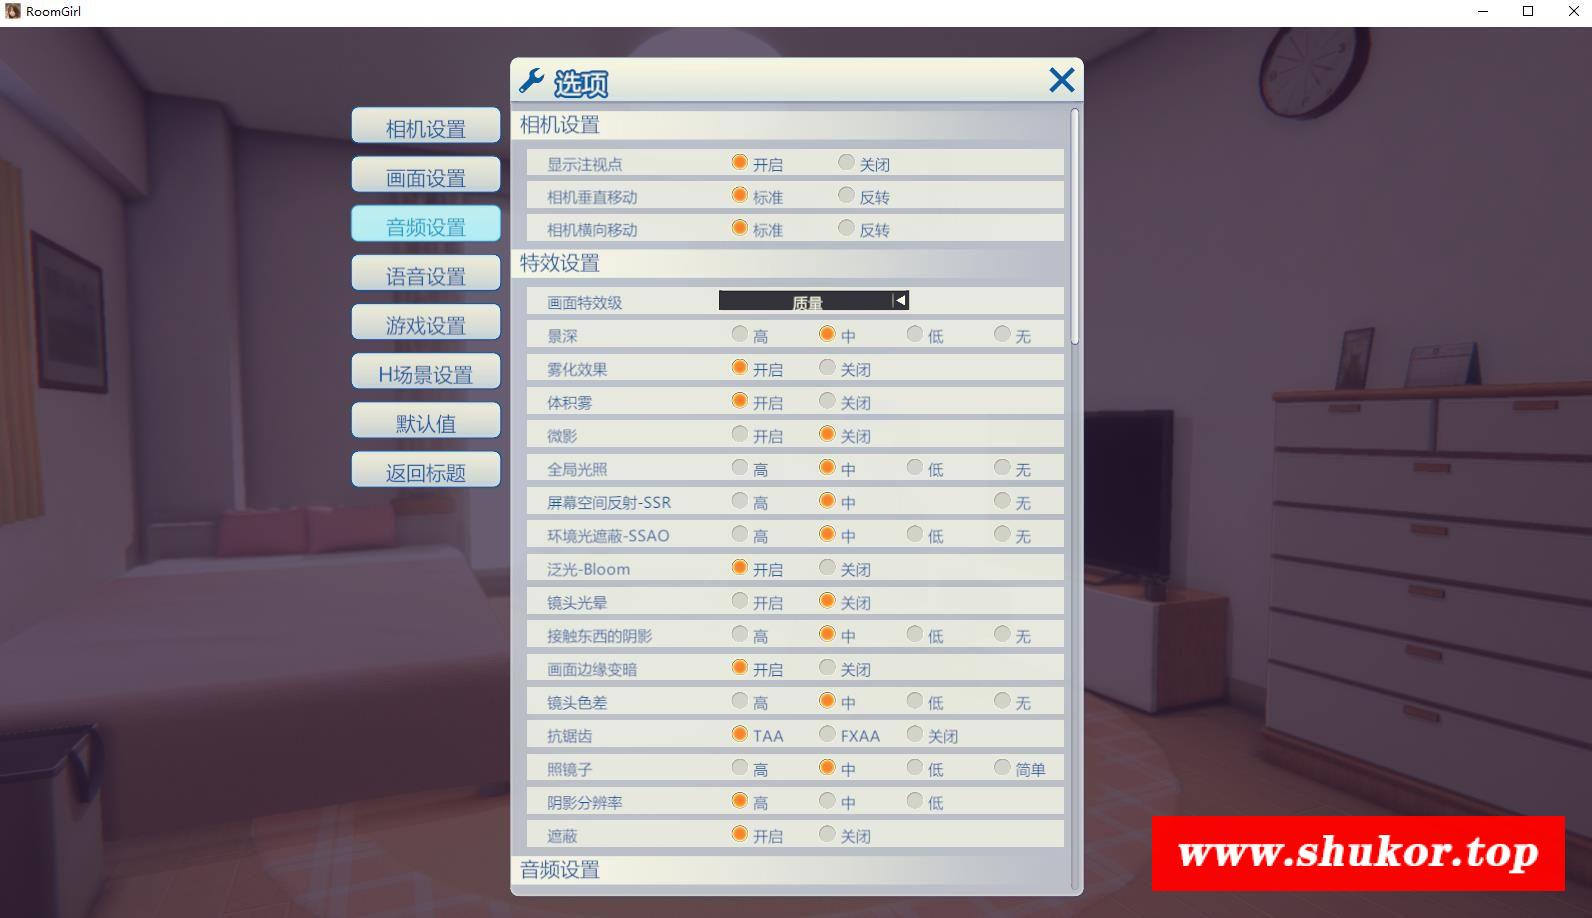 RoomGirl
选项
相机设置
画面设置
音频设置
语音设置
游戏设置
H场景设置
默认值
返回标题
相机设置
显示注视点 开启 关闭
相机垂直移动 标准 反转
相机横向移动 标准 反转
特效设置
画面特效级 质量
景深 高 中 低 无
雾化效果 开启 关闭
体积雾 开启 关闭
微影 开启 关闭
全局光照 高 中 低 无
屏幕空间反射-SSR 高 中 无
环境光遮蔽-SSAO 高 中 低 无
泛光-Bloom 开启 关闭
镜头光晕 开启 关闭
接触东西的阴影 高 中 低 无
画面边缘变暗 开启 关闭
镜头色差 高 中 低 无
抗锯齿 TAA FXAA 关闭
照镜子 高 中 低 简单
阴影分辨率 高 中 低
遮蔽 开启 关闭
音频设置
www.shukor.top